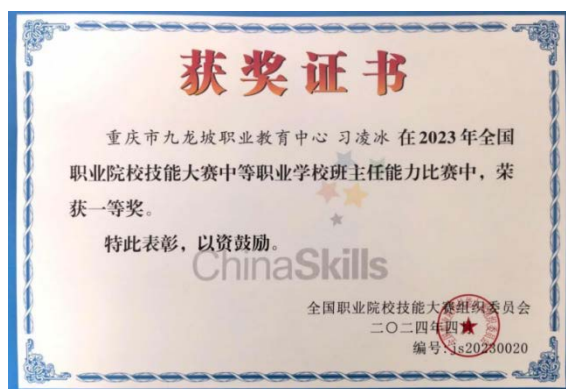 获奖证书
重庆市九龙坡职业教育中心 习凌冰 在2023年全国
职业院校技能大赛中等职业学校班主任能力比赛中，荣
获一等奖。
特此表彰，以资鼓励。
ChinaSkills
全国职业院校技能大赛组织委员会
二〇二四年四月
编号:js20230020